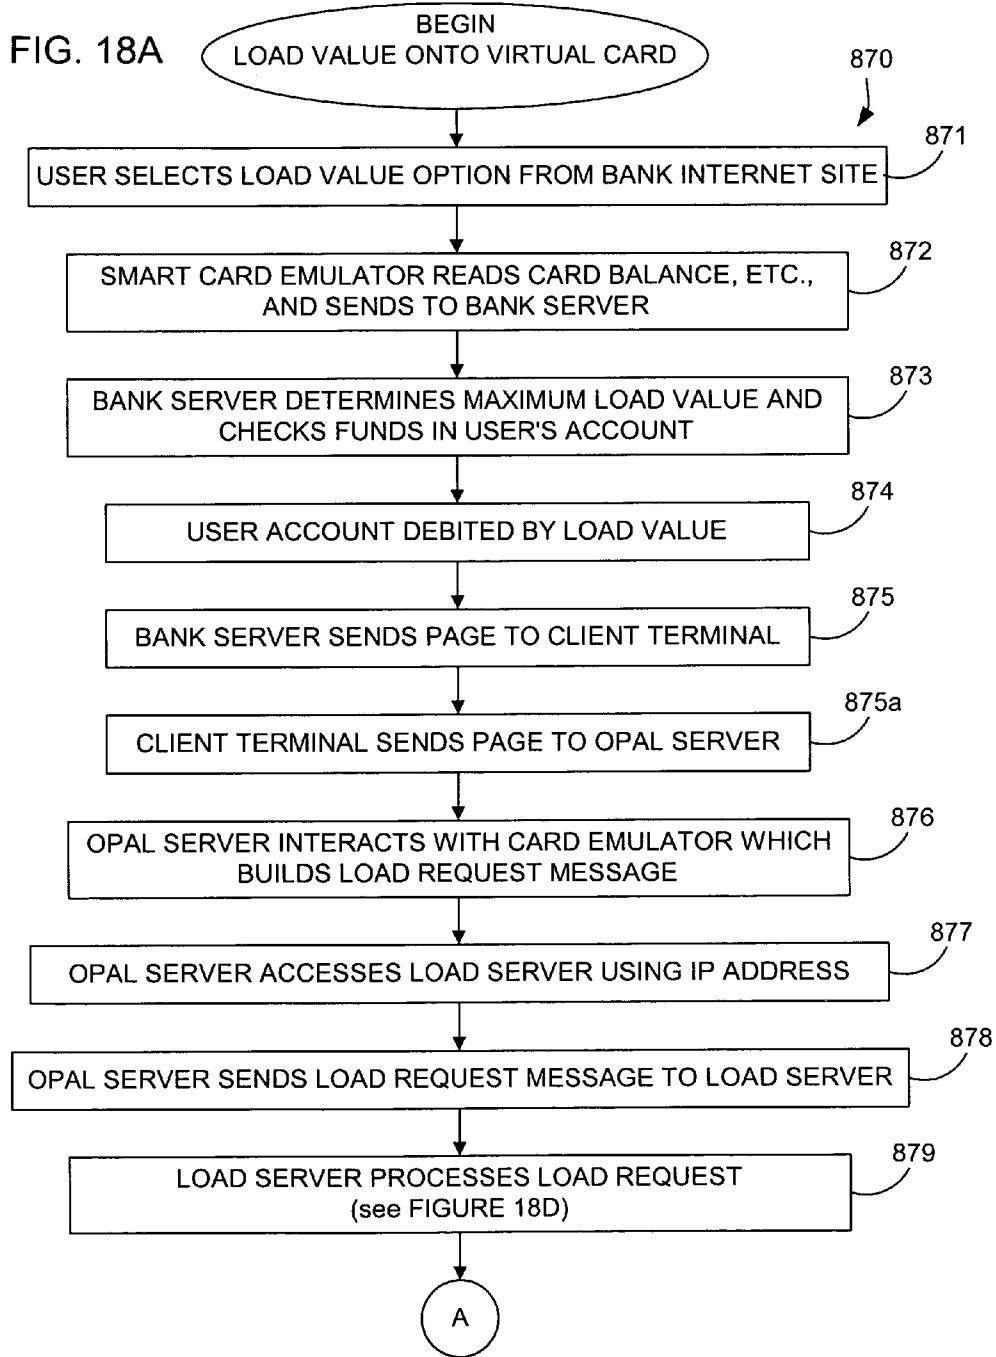 FIG. 18A
BEGIN
LOAD VALUE ONTO VIRTUAL CARD
870
871
USER SELECTS LOAD VALUE OPTION FROM BANK INTERNET SITE
872
SMART CARD EMULATOR READS CARD BALANCE, ETC.,
AND SENDS TO BANK SERVER
873
BANK SERVER DETERMINES MAXIMUM LOAD VALUE AND
CHECKS FUNDS IN USER'S ACCOUNT
874
USER ACCOUNT DEBITED BY LOAD VALUE
875
BANK SERVER SENDS PAGE TO CLIENT TERMINAL
875a
CLIENT TERMINAL SENDS PAGE TO OPAL SERVER
876
OPAL SERVER INTERACTS WITH CARD EMULATOR WHICH
BUILDS LOAD REQUEST MESSAGE
877
OPAL SERVER ACCESSES LOAD SERVER USING IP ADDRESS
878
OPAL SERVER SENDS LOAD REQUEST MESSAGE TO LOAD SERVER
879
LOAD SERVER PROCESSES LOAD REQUEST
(see FIGURE 18D)
A